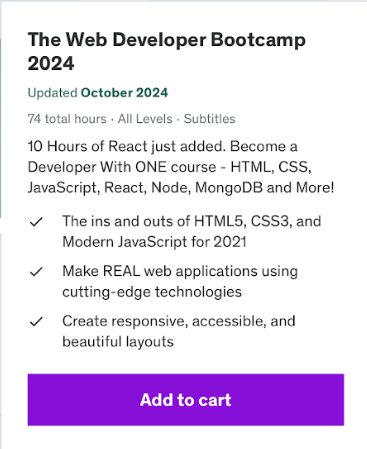 The Web Developer Bootcamp
2024
Updated October 2024
74 total hours · All Levels · Subtitles
10 Hours of React just added. Become a
Developer With ONE course - HTML, CSS,
JavaScript, React, Node, MongoDB and More!
The ins and outs of HTML5, CSS3, and
Modern JavaScript for 2021
Make REAL web applications using
cutting-edge technologies
Create responsive, accessible, and
beautiful layouts
Add to cart